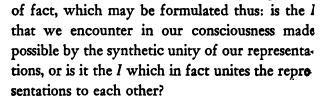 of fact, which may be formulated thus: is the I
that we encounter in our consciousness made
possible by the synthetic unity of our representa-
tions, or is it the I which in fact unites the repre-
sentations to each other?